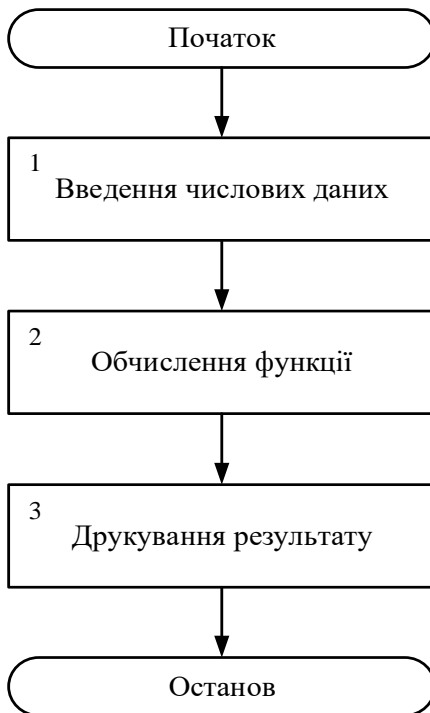 Початок
1
Введення числових даних
2
Обчислення функції
3
Друкування результату
Останов